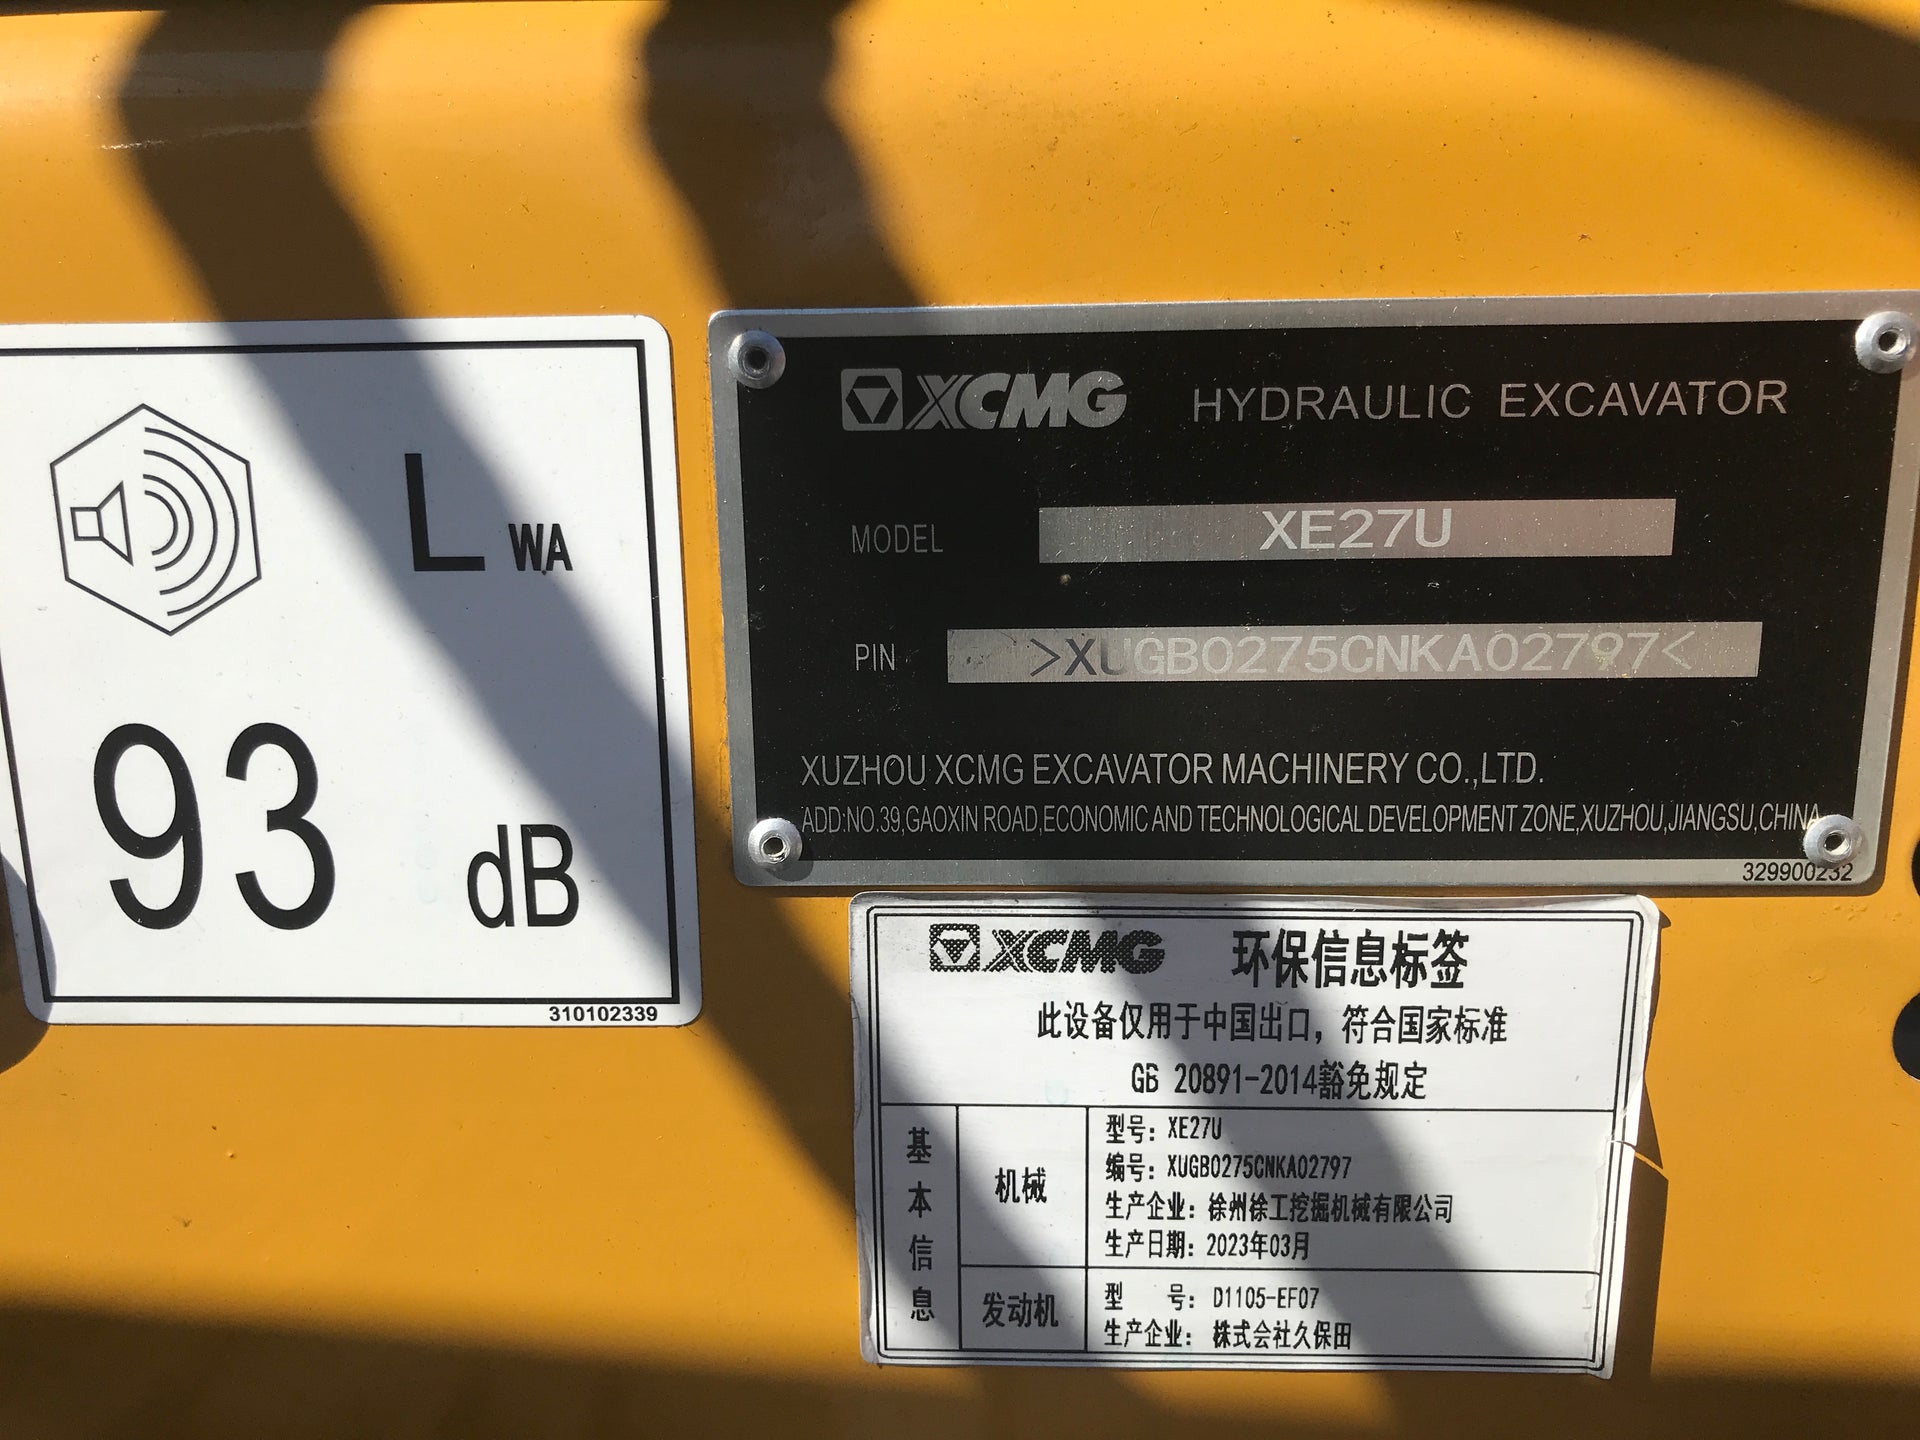 L WA
93 dB
310102339
XCMG HYDRAULIC EXCAVATOR
MODEL XE27U
PIN >XUGB0275CNKA02797<
XUZHOU XCMG EXCAVATOR MACHINERY CO.,LTD.
ADD:NO.39,GAOXIN ROAD,ECONOMIC AND TECHNOLOGICAL DEVELOPMENT ZONE,XUZHOU,JIANGSU,CHINA
329900232
XCMG 环保信息标签
此设备仅用于中国出口，符合国家标准
GB 20891-2014豁免规定
基本信息
机械
型号：XE27U
编号：XUGB0275CNKA02797
生产企业：徐州徐工挖掘机械有限公司
生产日期：2023年03月
发动机
型 号：D1105-EF07
生产企业：株式会社久保田